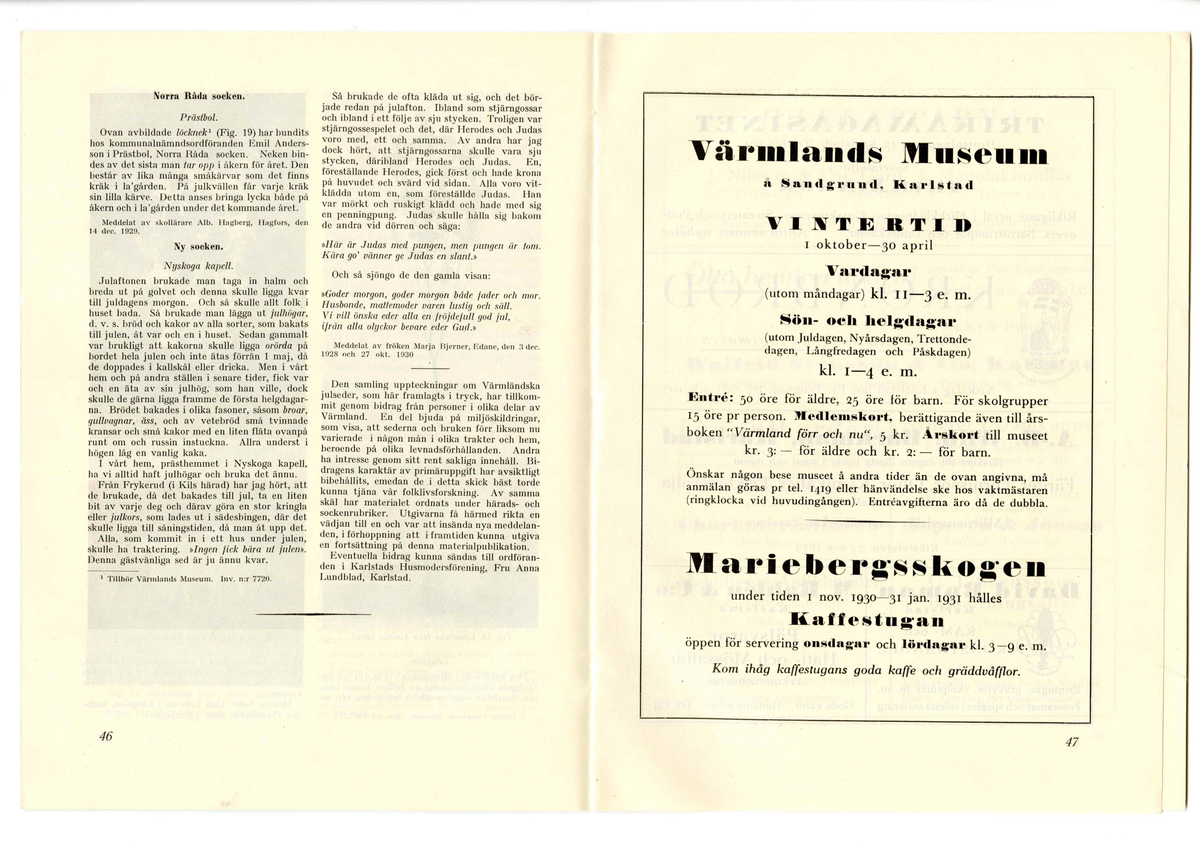 Norra Råda socken.
Prästbol.
Ovan avbildade löcknek¹ (Fig. 19) har bundits
hos kommunalnämndsordföranden Emil Anders-
son i Prästbol, Norra Råda socken. Neken bin-
des av det sista man tar opp i åkern för året. Den
består av lika många småkärvar som det finns
kräk i la'gården. På julkvällen får varje kräk
sin lilla kärve. Detta anses bringa lycka både på
åkern och i la'gården under det kommande året.
Meddelat av skollärare Alb. Hagberg, Hagfors, den
14 dec. 1929.
Ny socken.
Nyskoga kapell.
Julaftonen brukade man taga in halm och
breda ut på golvet och denna skulle ligga kvar
till juldagens morgon. Och så skulle allt folk i
huset bada. Så brukade man lägga ut julhögar,
d. v. s. bröd och kakor av alla sorter, som bakats
till julen, åt var och en i huset. Sedan gammalt
var brukligt att kakorna skulle ligga orörda på
bordet hela julen och inte ätas förrän 1 maj, då
de doppades i kallskål eller dricka. Men i vårt
hem och på andra ställen i senare tider, fick var
och en äta av sin julhög, som han ville, dock
skulle de gärna ligga framme de första helgdagar-
na. Brödet bakades i olika fasoner, såsom broar,
gullvagnar, äss, och av vetebröd små tvinnade
kransar och små kakor med en liten fläta ovanpå
runt om och russin instuckna. Allra underst i
högen låg en vanlig kaka.
I vårt hem, prästhemmet i Nyskoga kapell,
ha vi alltid haft julhögar och bruka det ännu.
Från Frykerud (i Kils härad) har jag hört, att
de brukade, då det bakades till jul, ta en liten
bit av varje deg och därav göra en stor kringla
eller julkors, som lades ut i sädesbingen, där det
skulle ligga till såningstiden, då man åt upp det.
Alla, som kommit in i ett hus under julen,
skulle ha traktering. »Ingen fick bära ut julen».
Denna gästvänliga sed är ju ännu kvar.
¹ Tillhör Värmlands Museum. Inv. n:r 7720.
Så brukade de ofta kläda ut sig, och det bör-
jade redan på julafton. Ibland som stjärngossar
och ibland i ett följe av sju stycken. Troligen var
stjärngossespelet och det, där Herodes och Judas
voro med, ett och samma. Av andra har jag
dock hört, att stjärngossarna skulle vara sju
stycken, däribland Herodes och Judas. En,
föreställande Herodes, gick först och hade krona
på huvudet och svärd vid sidan. Alla voro vit-
klädda utom en, som föreställde Judas. Han
var mörkt och ruskigt klädd och hade med sig
en penningpung. Judas skulle hålla sig bakom
de andra vid dörren och säga:
»Här är Judas med pungen, men pungen är tom.
Kära go' vänner ge Judas en slant.»
Och så sjöngo de den gamla visan:
»Goder morgon, goder morgon både fader och mor.
Husbonde, matmoder varen lustig och säll.
Vi vill önska eder alla en fröjdefull god jul,
ifrån alla olyckor bevare eder Gud.»
Meddelat av fröken Marja Bjerner, Edane, den 3 dec.
1928 och 27 okt. 1930
Den samling uppteckningar om Värmländska
julseder, som här framlagts i tryck, har tillkom-
mit genom bidrag från personer i olika delar av
Värmland. En del bjuda på miljöskildringar,
som visa, att sederna och bruken förr liksom nu
varierade i någon mån i olika trakter och hem,
beroende på olika levnadsförhållanden. Andra
ha intresse genom sitt rent sakliga innehåll. Bi-
dragens karaktär av primäruppgift har avsiktligt
bibehållits, emedan de i detta skick bäst torde
kunna tjäna vår folklivsforskning. Av samma
skäl har materialet ordnats under härads- och
sockenrubriker. Utgivarna få härmed rikta en
vädjan till en och var att insända nya meddelan-
den, i förhoppning att i framtiden kunna utgiva
en fortsättning på denna materialpublikation.
Eventuella bidrag kunna sändas till ordföran-
den i Karlstads Husmodersförening, Fru Anna
Lundblad, Karlstad.
46
Värmlands Museum
å Sandgrund, Karlstad
VINTERTID
1 oktober—30 april
Vardagar
(utom måndagar) kl. 11—3 e. m.
Sön- och helgdagar
(utom Juldagen, Nyårsdagen, Trettonde-
dagen, Långfredagen och Påskdagen)
kl. 1—4 e. m.
Entré: 50 öre för äldre, 25 öre för barn. För skolgrupper
15 öre pr person. Medlemskort, berättigande även till års-
boken "Värmland förr och nu", 5 kr. Årskort till museet
kr. 3: — för äldre och kr. 2: — för barn.
Önskar någon bese museet å andra tider än de ovan angivna, må
anmälan göras pr tel. 1419 eller hänvändelse ske hos vaktmästaren
(ringklocka vid huvudingången). Entréavgifterna äro då de dubbla.
Mariebergsskogen
under tiden 1 nov. 1930—31 jan. 1931 hålles
Kaffestugan
öppen för servering onsdagar och lördagar kl. 3—9 e. m.
Kom ihåg kaffestugans goda kaffe och gräddvåfflor.
47